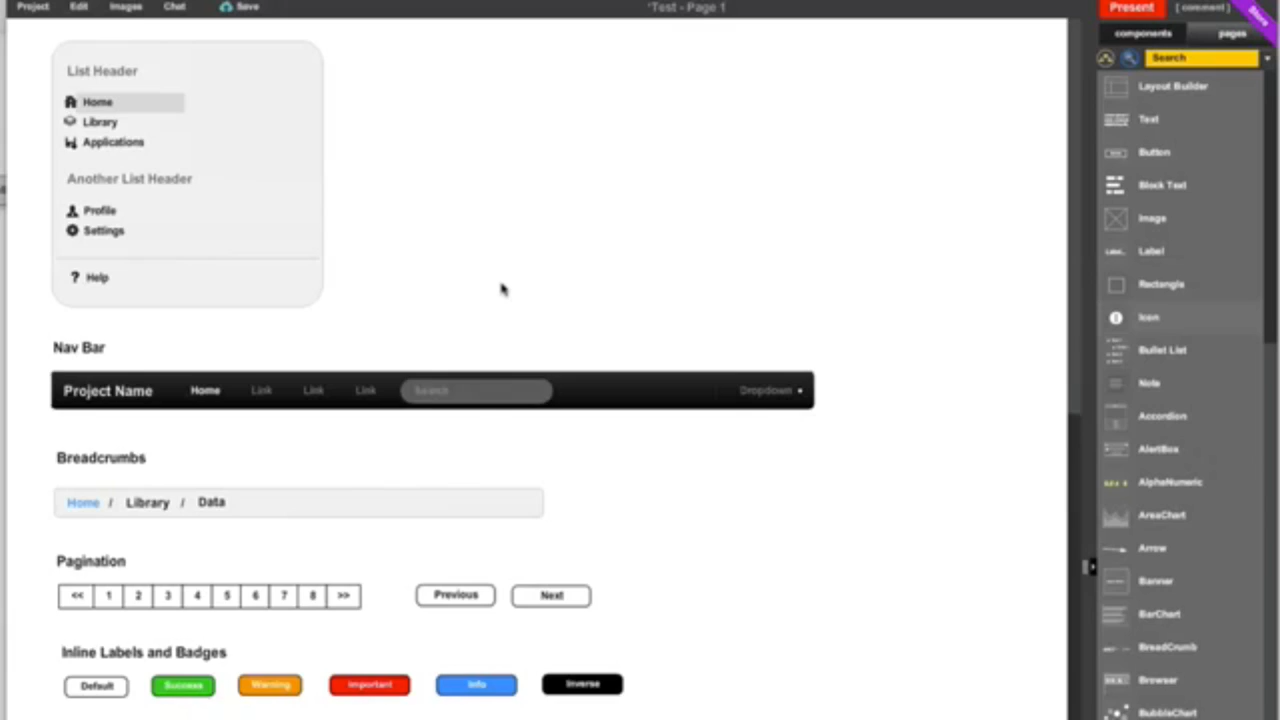 Project Edit Images Chat Save *Test - Page 1 Present [ comment ] Store
components pages
Search
List Header
Home
Library
Applications
Another List Header
Profile
Settings
? Help
Nav Bar
Project Name Home Link Link Link Search Dropdown
Breadcrumbs
Home / Library / Data
Pagination
<< 1 2 3 4 5 6 7 8 >> Previous Next
Inline Labels and Badges
Default Success Warning Important Info Inverse
Layout Builder
Text
Button
Block Text
Image
Label
Rectangle
Icon
Bullet List
Note
Accordion
AlertBox
AlphaNumeric
AreaChart
Arrow
Banner
BarChart
BreadCrumb
Browser
BubbleChart